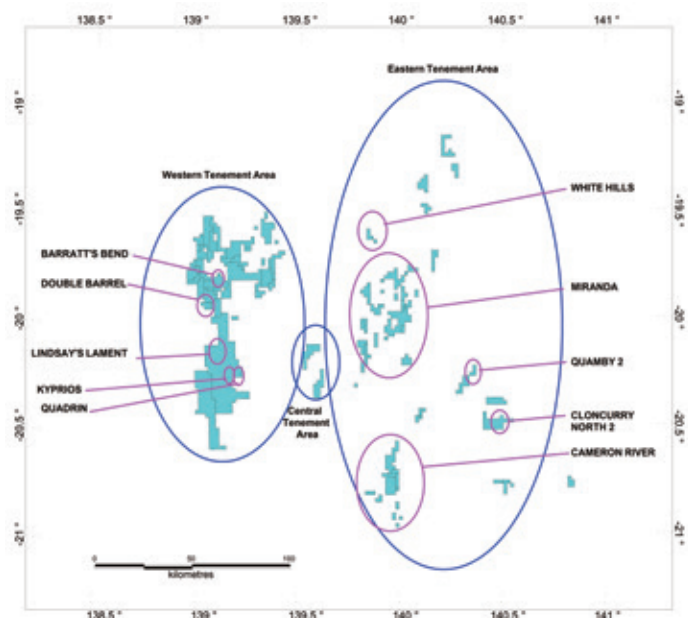 138.5 ° 139 ° 139.5 ° 140 ° 140.5 ° 141 °
Eastern Tenement Area
-19 °
-19 °
Western Tenement Area
WHITE HILLS
-19.5 °
-19.5 °
BARRATT'S BEND
DOUBLE BARREL
MIRANDA
-20 °
-20 °
LINDSAY'S LAMENT
QUAMBY 2
KYPRIOS
QUADRIN
Central
Tenement
Area
CLONCURRY
NORTH 2
-20.5 °
-20.5 °
CAMERON RIVER
-21 °
-21 °
0 50 100
kilometres
138.5 ° 139 ° 139.5 ° 140 ° 140.5 ° 141 °